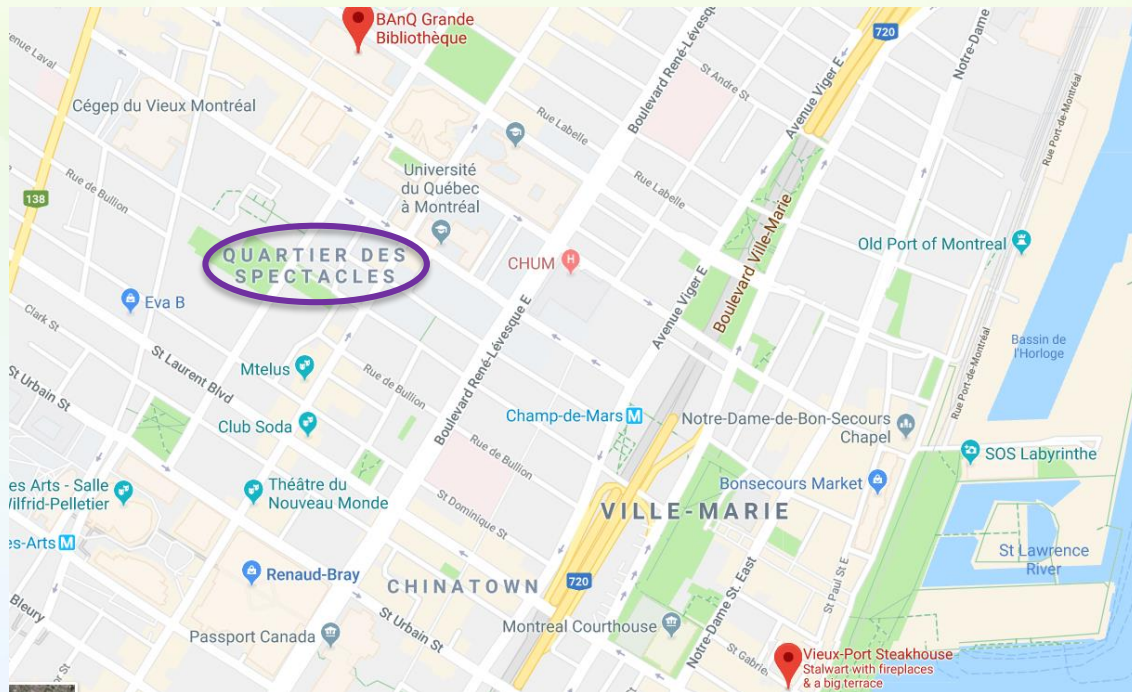 BAnQ Grande
Bibliothèque
720
Notre-Dame
enue Laval
Boulevard René-Lévesque
St Andre St
Avenue Viger E
Cégep du Vieux Montréal
Rue Labelle
Rue Port-de-Montréal
Université
du Québec
à Montréal
Rue de Bullion
Rue Labelle
138
Boulevard Ville-Marie
QUARTIER DES
SPECTACLES
CHUM
H
Old Port of Montreal
Avenue Viger E
Eva B
Boulevard René-Lévesque E
Clark St
Bassin de
l'Horloge
St Laurent Blvd
Mtelus
Rue de Bullion
Rue Port-de-Montréal
St Urbain St
Champ-de-Mars M
Notre-Dame-de-Bon-Secours
Chapel
Club Soda
Rue de Bullion
SOS Labyrinthe
es Arts - Salle
Wilfrid-Pelletier
Théâtre du
Nouveau Monde
Bonsecours Market
St Dominique St
VILLE-MARIE
es-Arts M
St Lawrence
River
Renaud-Bray
CHINATOWN
720
St Paul St E
Bleury
St Urbain St
Montreal Courthouse
Notre-Dame St. East
Passport Canada
St Gabriel
Vieux-Port Steakhouse
Stalwart with fireplaces
& a big terrace